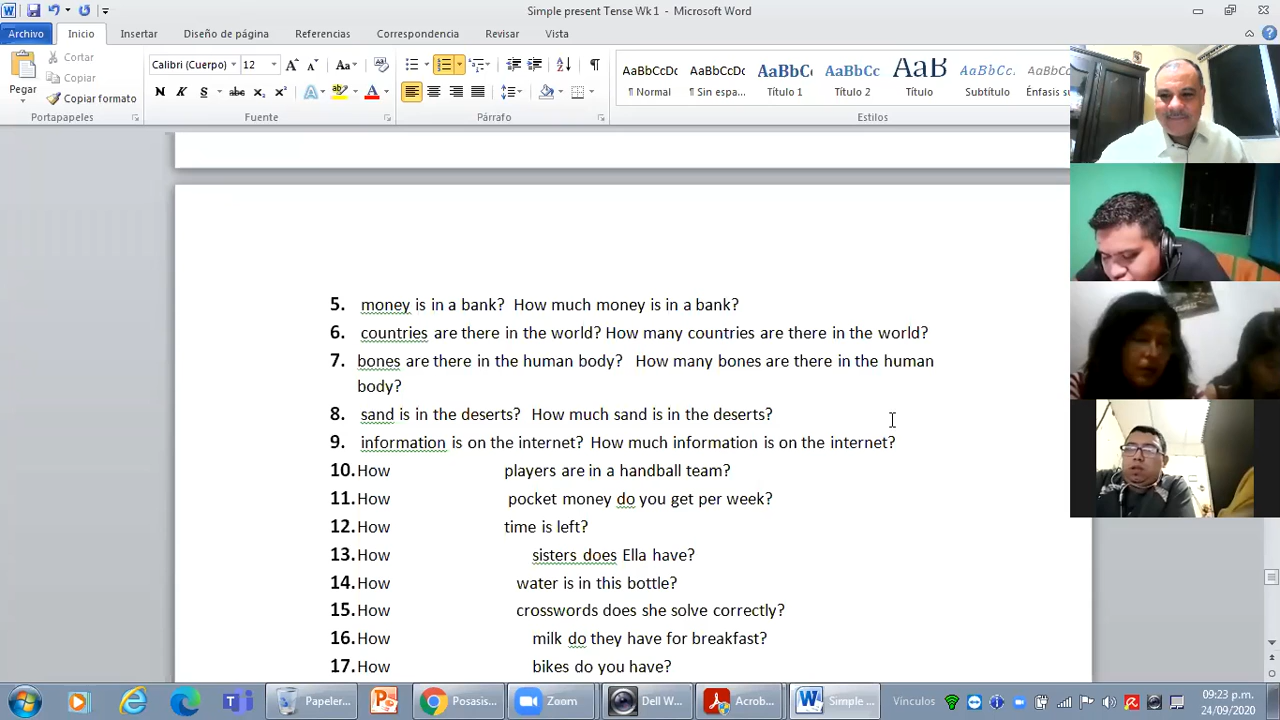 Simple present Tense Wk 1 - Microsoft Word
Archivo Inicio Insertar Diseño de página Referencias Correspondencia Revisar Vista
Cortar
Copiar
Copiar formato
Pegar
Portapapeles
Calibri (Cuerpo) 12
N K S abc x₂ x² A A
Fuente
Párrafo
AaBbCcDc AaBbCcDc AaBbC( AaBbCc AaB AaBbCc. AaBbCcDc
¶ Normal ¶ Sin espa... Título 1 Título 2 Título Subtítulo Énfasis su
Estilos
5. money is in a bank? How much money is in a bank?
6. countries are there in the world? How many countries are there in the world?
7. bones are there in the human body? How many bones are there in the human
body?
8. sand is in the deserts? How much sand is in the deserts?
9. information is on the internet? How much information is on the internet?
10. How players are in a handball team?
11. How pocket money do you get per week?
12. How time is left?
13. How sisters does Ella have?
14. How water is in this bottle?
15. How crosswords does she solve correctly?
16. How milk do they have for breakfast?
17. How bikes do you have?
Papeler... Posasis... Zoom Dell W... Acrob... Simple ... Vínculos
09:23 p.m.
24/09/2020